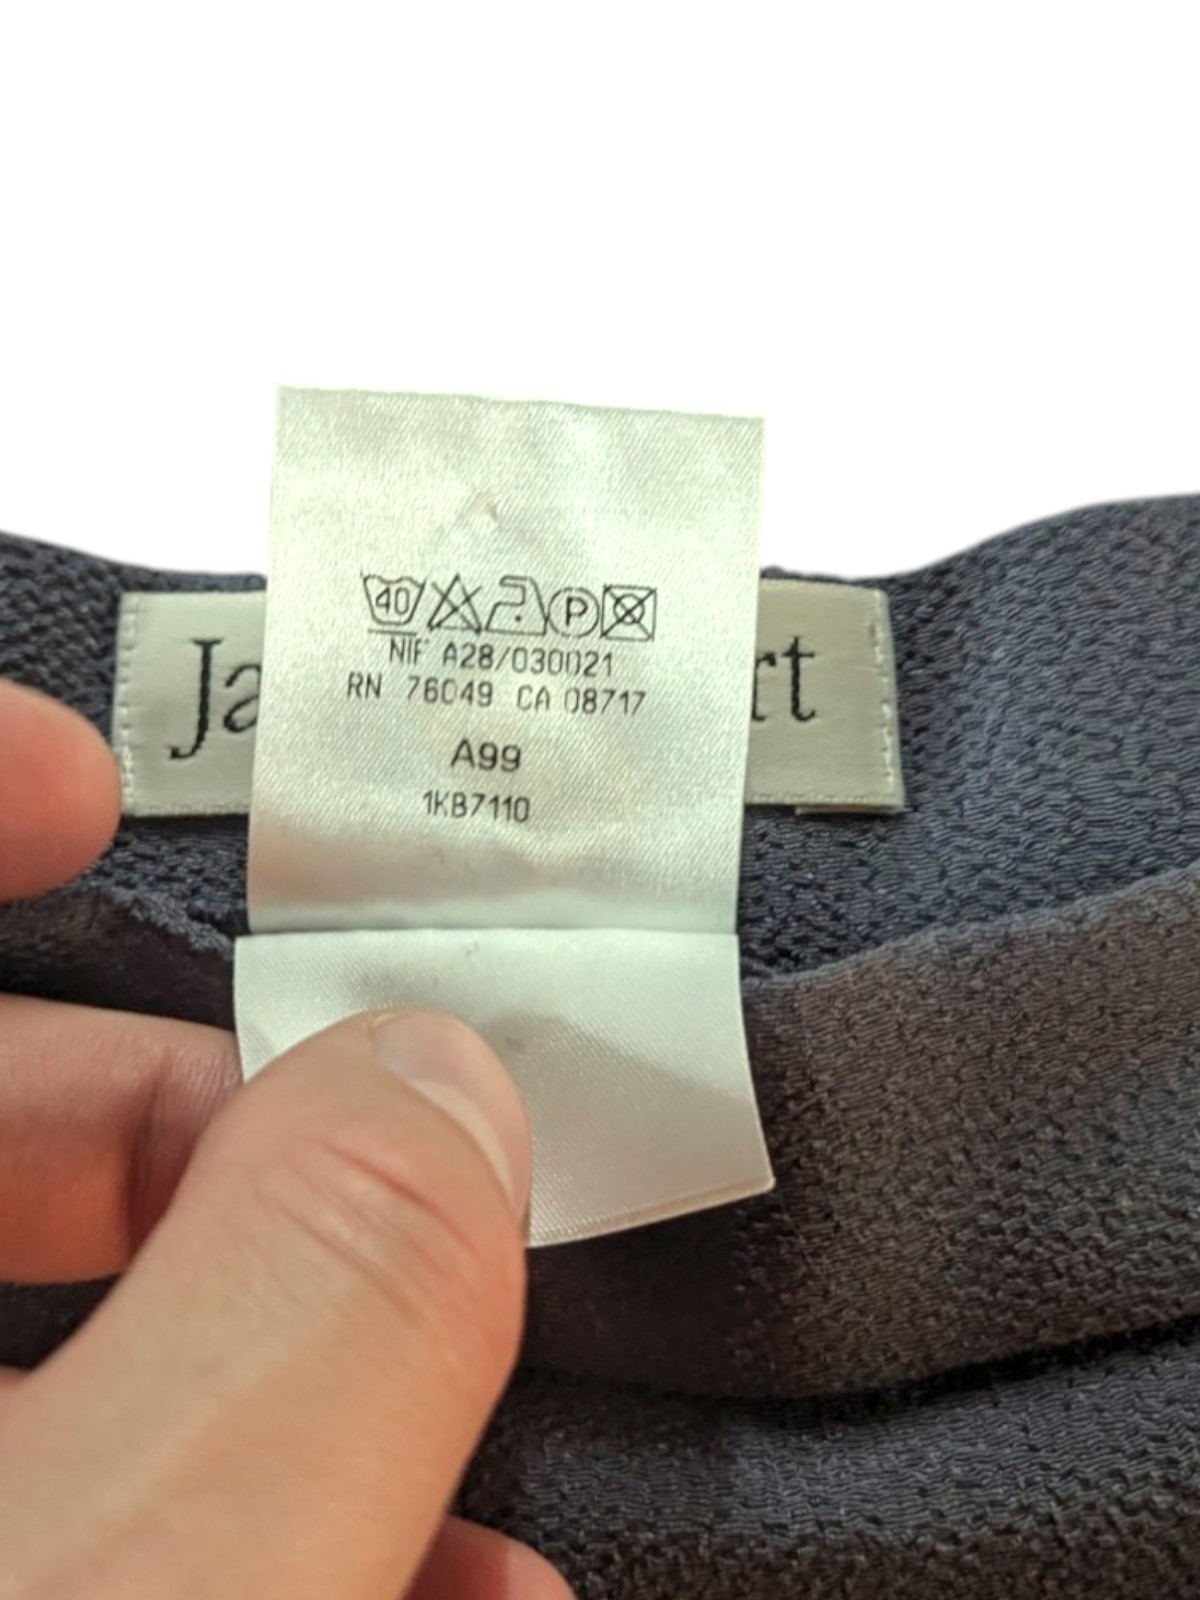 40 P
NIF A28/030021
RN 76049 CA 08717
A99
1KB7110